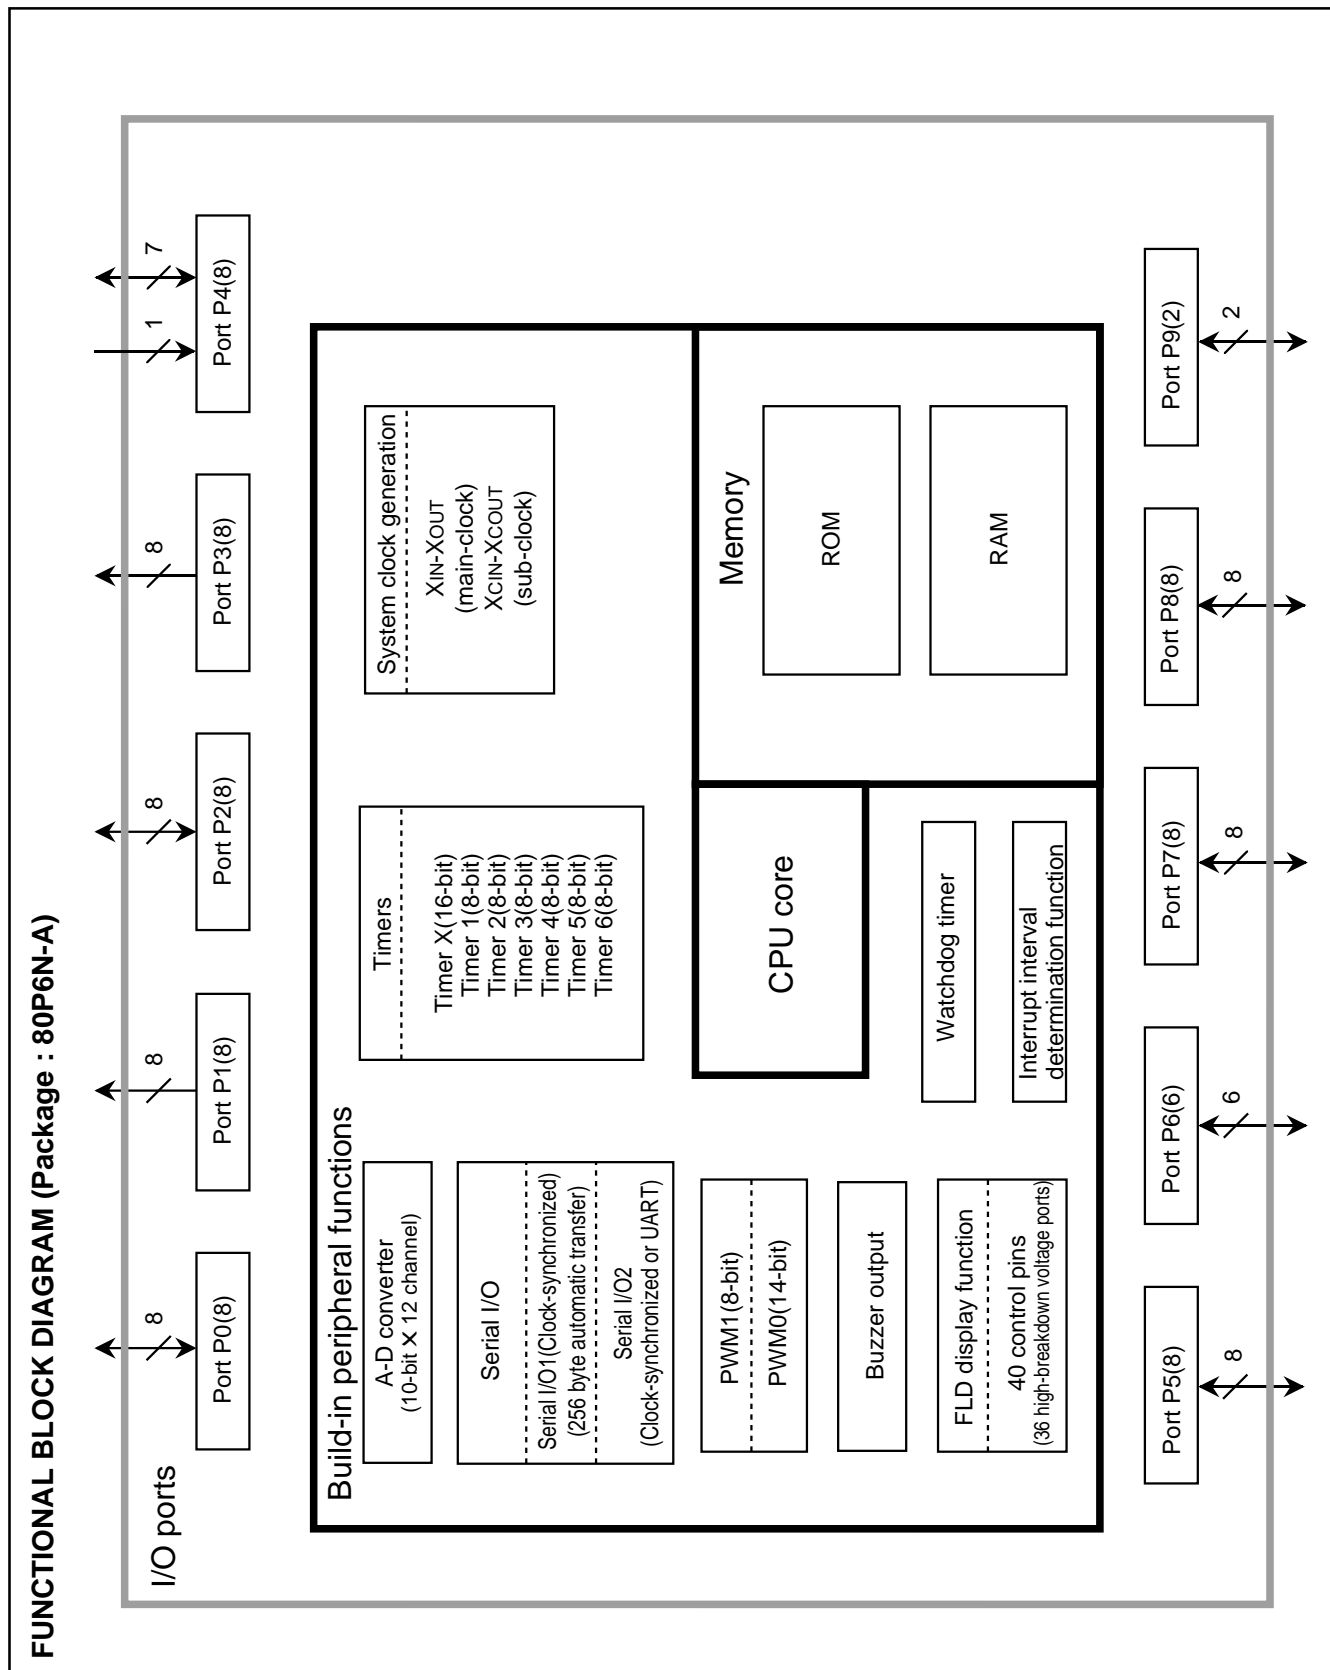 FUNCTIONAL BLOCK DIAGRAM (Package : 80P6N-A)
I/O ports
8
8
8
8
1
7
Port P0(8)
Port P1(8)
Port P2(8)
Port P3(8)
Port P4(8)
Build-in peripheral functions
A-D converter
(10-bit X 12 channel)
Serial I/O
Serial I/O1(Clock-synchronized)
(256 byte automatic transfer)
Serial I/O2
(Clock-synchronized or UART)
PWM1(8-bit)
PWM0(14-bit)
Buzzer output
FLD display function
40 control pins
(36 high-breakdown voltage ports)
Timers
Timer X(16-bit)
Timer 1(8-bit)
Timer 2(8-bit)
Timer 3(8-bit)
Timer 4(8-bit)
Timer 5(8-bit)
Timer 6(8-bit)
System clock generation
XIN-XOUT
(main-clock)
XCIN-XCOUT
(sub-clock)
CPU core
Watchdog timer
Interrupt interval
determination function
Memory
ROM
RAM
Port P5(8)
Port P6(6)
Port P7(8)
Port P8(8)
Port P9(2)
8
6
8
8
2